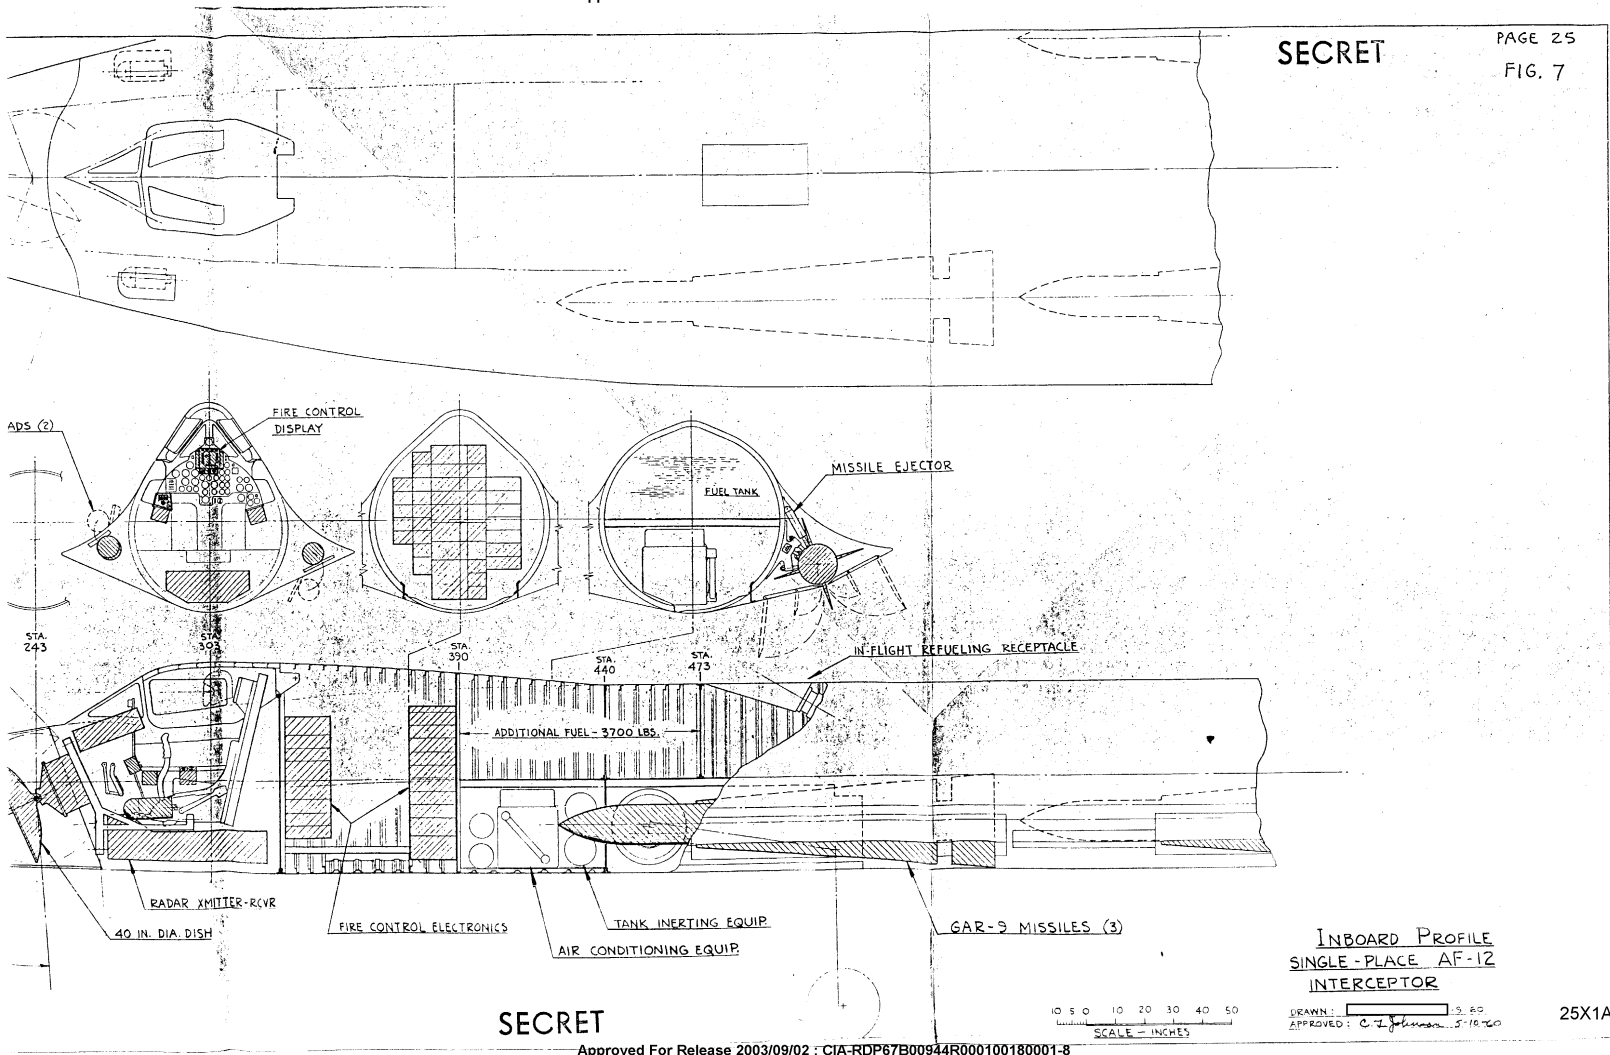 SECRET
PAGE 25
FIG. 7
ADS (2)
FIRE CONTROL
DISPLAY
FUEL TANK
MISSILE EJECTOR
STA.
243
STA.
303
STA.
390
STA.
440
STA.
473
IN-FLIGHT REFUELING RECEPTACLE
ADDITIONAL FUEL - 3700 LBS.
RADAR XMITTER-RCVR
40 IN. DIA. DISH
FIRE CONTROL ELECTRONICS
TANK INERTING EQUIP.
AIR CONDITIONING EQUIP.
GAR-9 MISSILES (3)
INBOARD PROFILE
SINGLE-PLACE AF-12
INTERCEPTOR
10 5 0 10 20 30 40 50
SCALE - INCHES
DRAWN: 5 60
APPROVED: C. L. Johnson 5-10-60
25X1A
SECRET
Approved For Release 2003/09/02 : CIA-RDP67B00944R000100180001-8